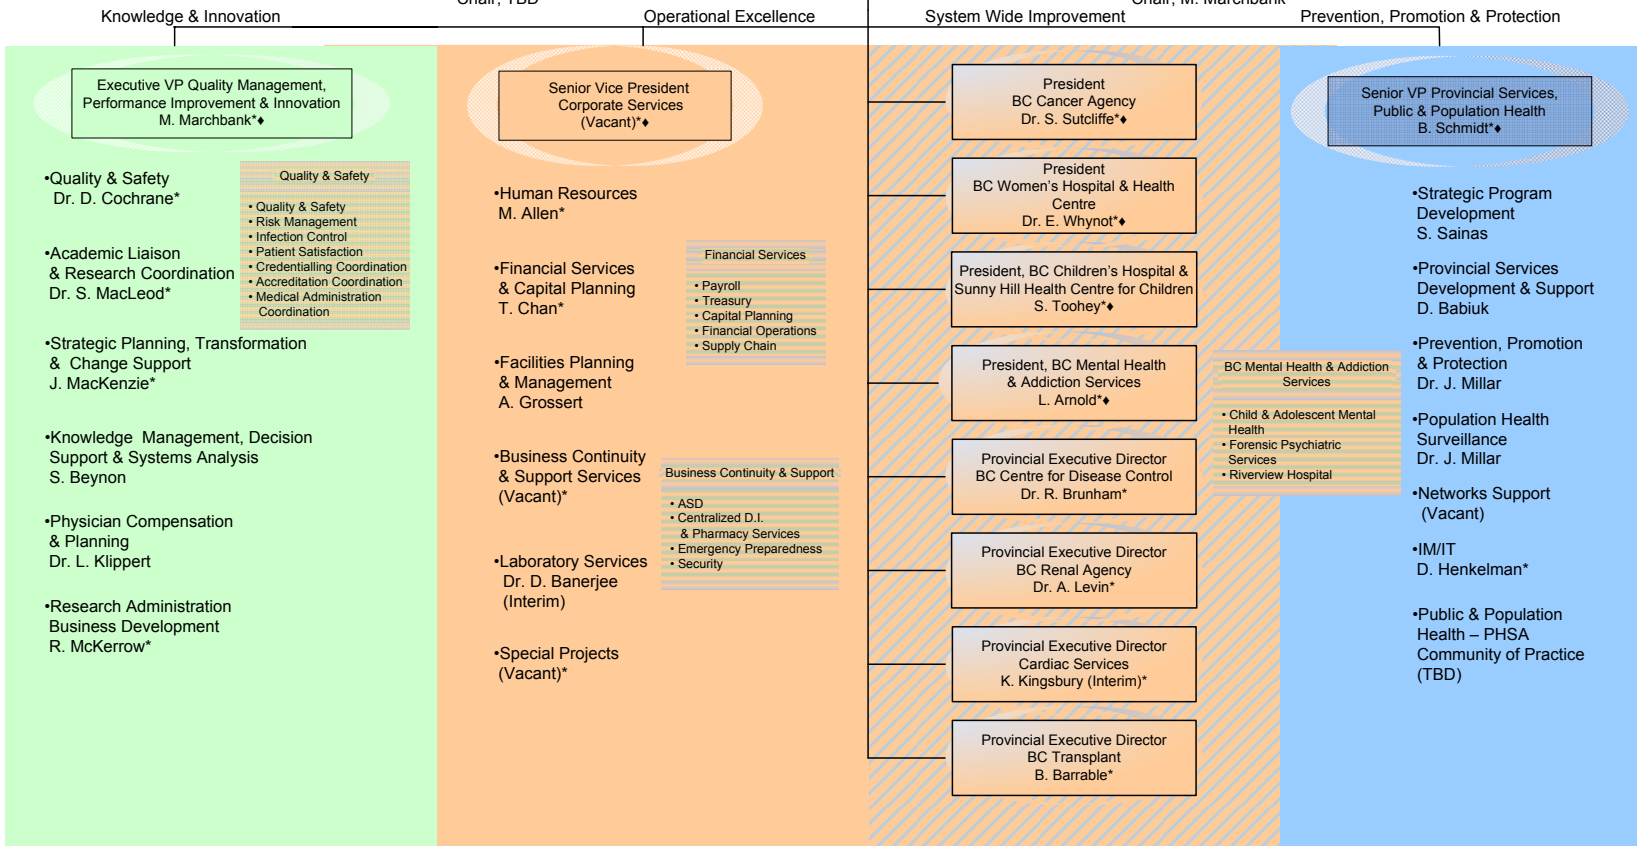 Chair, TBD
Chair, M. Marchbank
Knowledge & Innovation
Operational Excellence
System Wide Improvement
Prevention, Promotion & Protection
Executive VP Quality Management,
Performance Improvement & Innovation
M. Marchbank*♦
•Quality & Safety
Dr. D. Cochrane*
•Academic Liaison
& Research Coordination
Dr. S. MacLeod*
•Strategic Planning, Transformation
& Change Support
J. MacKenzie*
•Knowledge Management, Decision
Support & Systems Analysis
S. Beynon
•Physician Compensation
& Planning
Dr. L. Klippert
•Research Administration
Business Development
R. McKerrow*
Quality & Safety
• Quality & Safety
• Risk Management
• Infection Control
• Patient Satisfaction
• Credentialling Coordination
• Accreditation Coordination
• Medical Administration
Coordination
Senior Vice President
Corporate Services
(Vacant)*♦
•Human Resources
M. Allen*
•Financial Services
& Capital Planning
T. Chan*
•Facilities Planning
& Management
A. Grossert
•Business Continuity
& Support Services
(Vacant)*
•Laboratory Services
Dr. D. Banerjee
(Interim)
•Special Projects
(Vacant)*
Financial Services
• Payroll
• Treasury
• Capital Planning
• Financial Operations
• Supply Chain
Business Continuity & Support
• ASD
• Centralized D.I.
& Pharmacy Services
• Emergency Preparedness
• Security
President
BC Cancer Agency
Dr. S. Sutcliffe*♦
President
BC Women's Hospital & Health
Centre
Dr. E. Whynot*♦
President, BC Children's Hospital &
Sunny Hill Health Centre for Children
S. Toohey*♦
President, BC Mental Health
& Addiction Services
L. Arnold*♦
Provincial Executive Director
BC Centre for Disease Control
Dr. R. Brunham*
Provincial Executive Director
BC Renal Agency
Dr. A. Levin*
Provincial Executive Director
Cardiac Services
K. Kingsbury (Interim)*
Provincial Executive Director
BC Transplant
B. Barrable*
BC Mental Health & Addiction
Services
• Child & Adolescent Mental
Health
• Forensic Psychiatric
Services
• Riverview Hospital
Senior VP Provincial Services,
Public & Population Health
B. Schmidt*♦
•Strategic Program
Development
S. Sainas
•Provincial Services
Development & Support
D. Babiuk
•Prevention, Promotion
& Protection
Dr. J. Millar
•Population Health
Surveillance
Dr. J. Millar
•Networks Support
(Vacant)
•IM/IT
D. Henkelman*
•Public & Population
Health – PHSA
Community of Practice
(TBD)